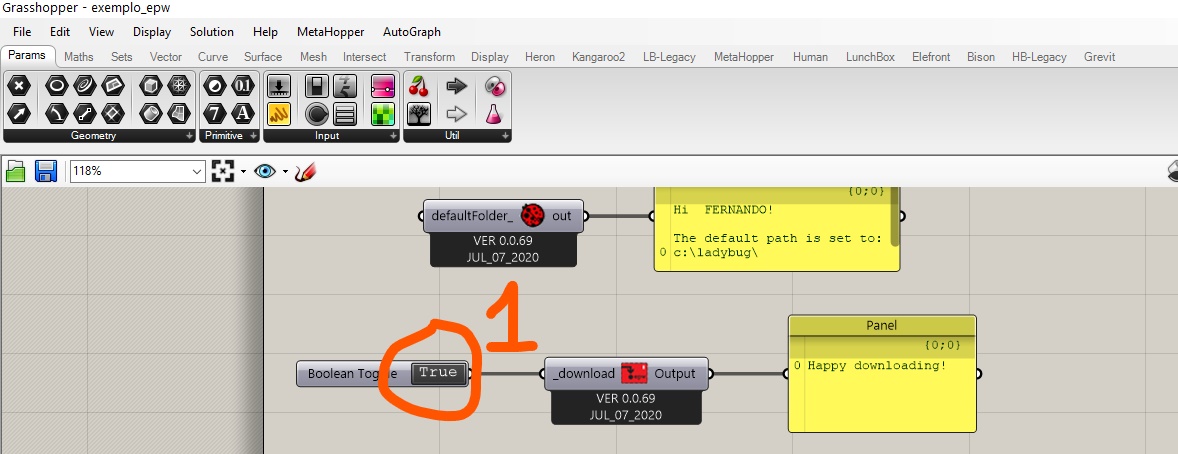 Grasshopper - exemplo_epw
File Edit View Display Solution Help MetaHopper AutoGraph
Params Maths Sets Vector Curve Surface Mesh Intersect Transform Display Heron Kangaroo2 LB-Legacy MetaHopper Human LunchBox Elefront Bison HB-Legacy Grevit
0.1
7 A
Geometry Primitive Input Util
118%
{0;0}
defaultFolder_ out
Hi FERNANDO!
VER 0.0.69
JUL_07_2020
The default path is set to:
0 c:\ladybug\
1
Panel
{0;0}
Boolean Toggle True
_download Output
0 Happy downloading!
VER 0.0.69
JUL_07_2020